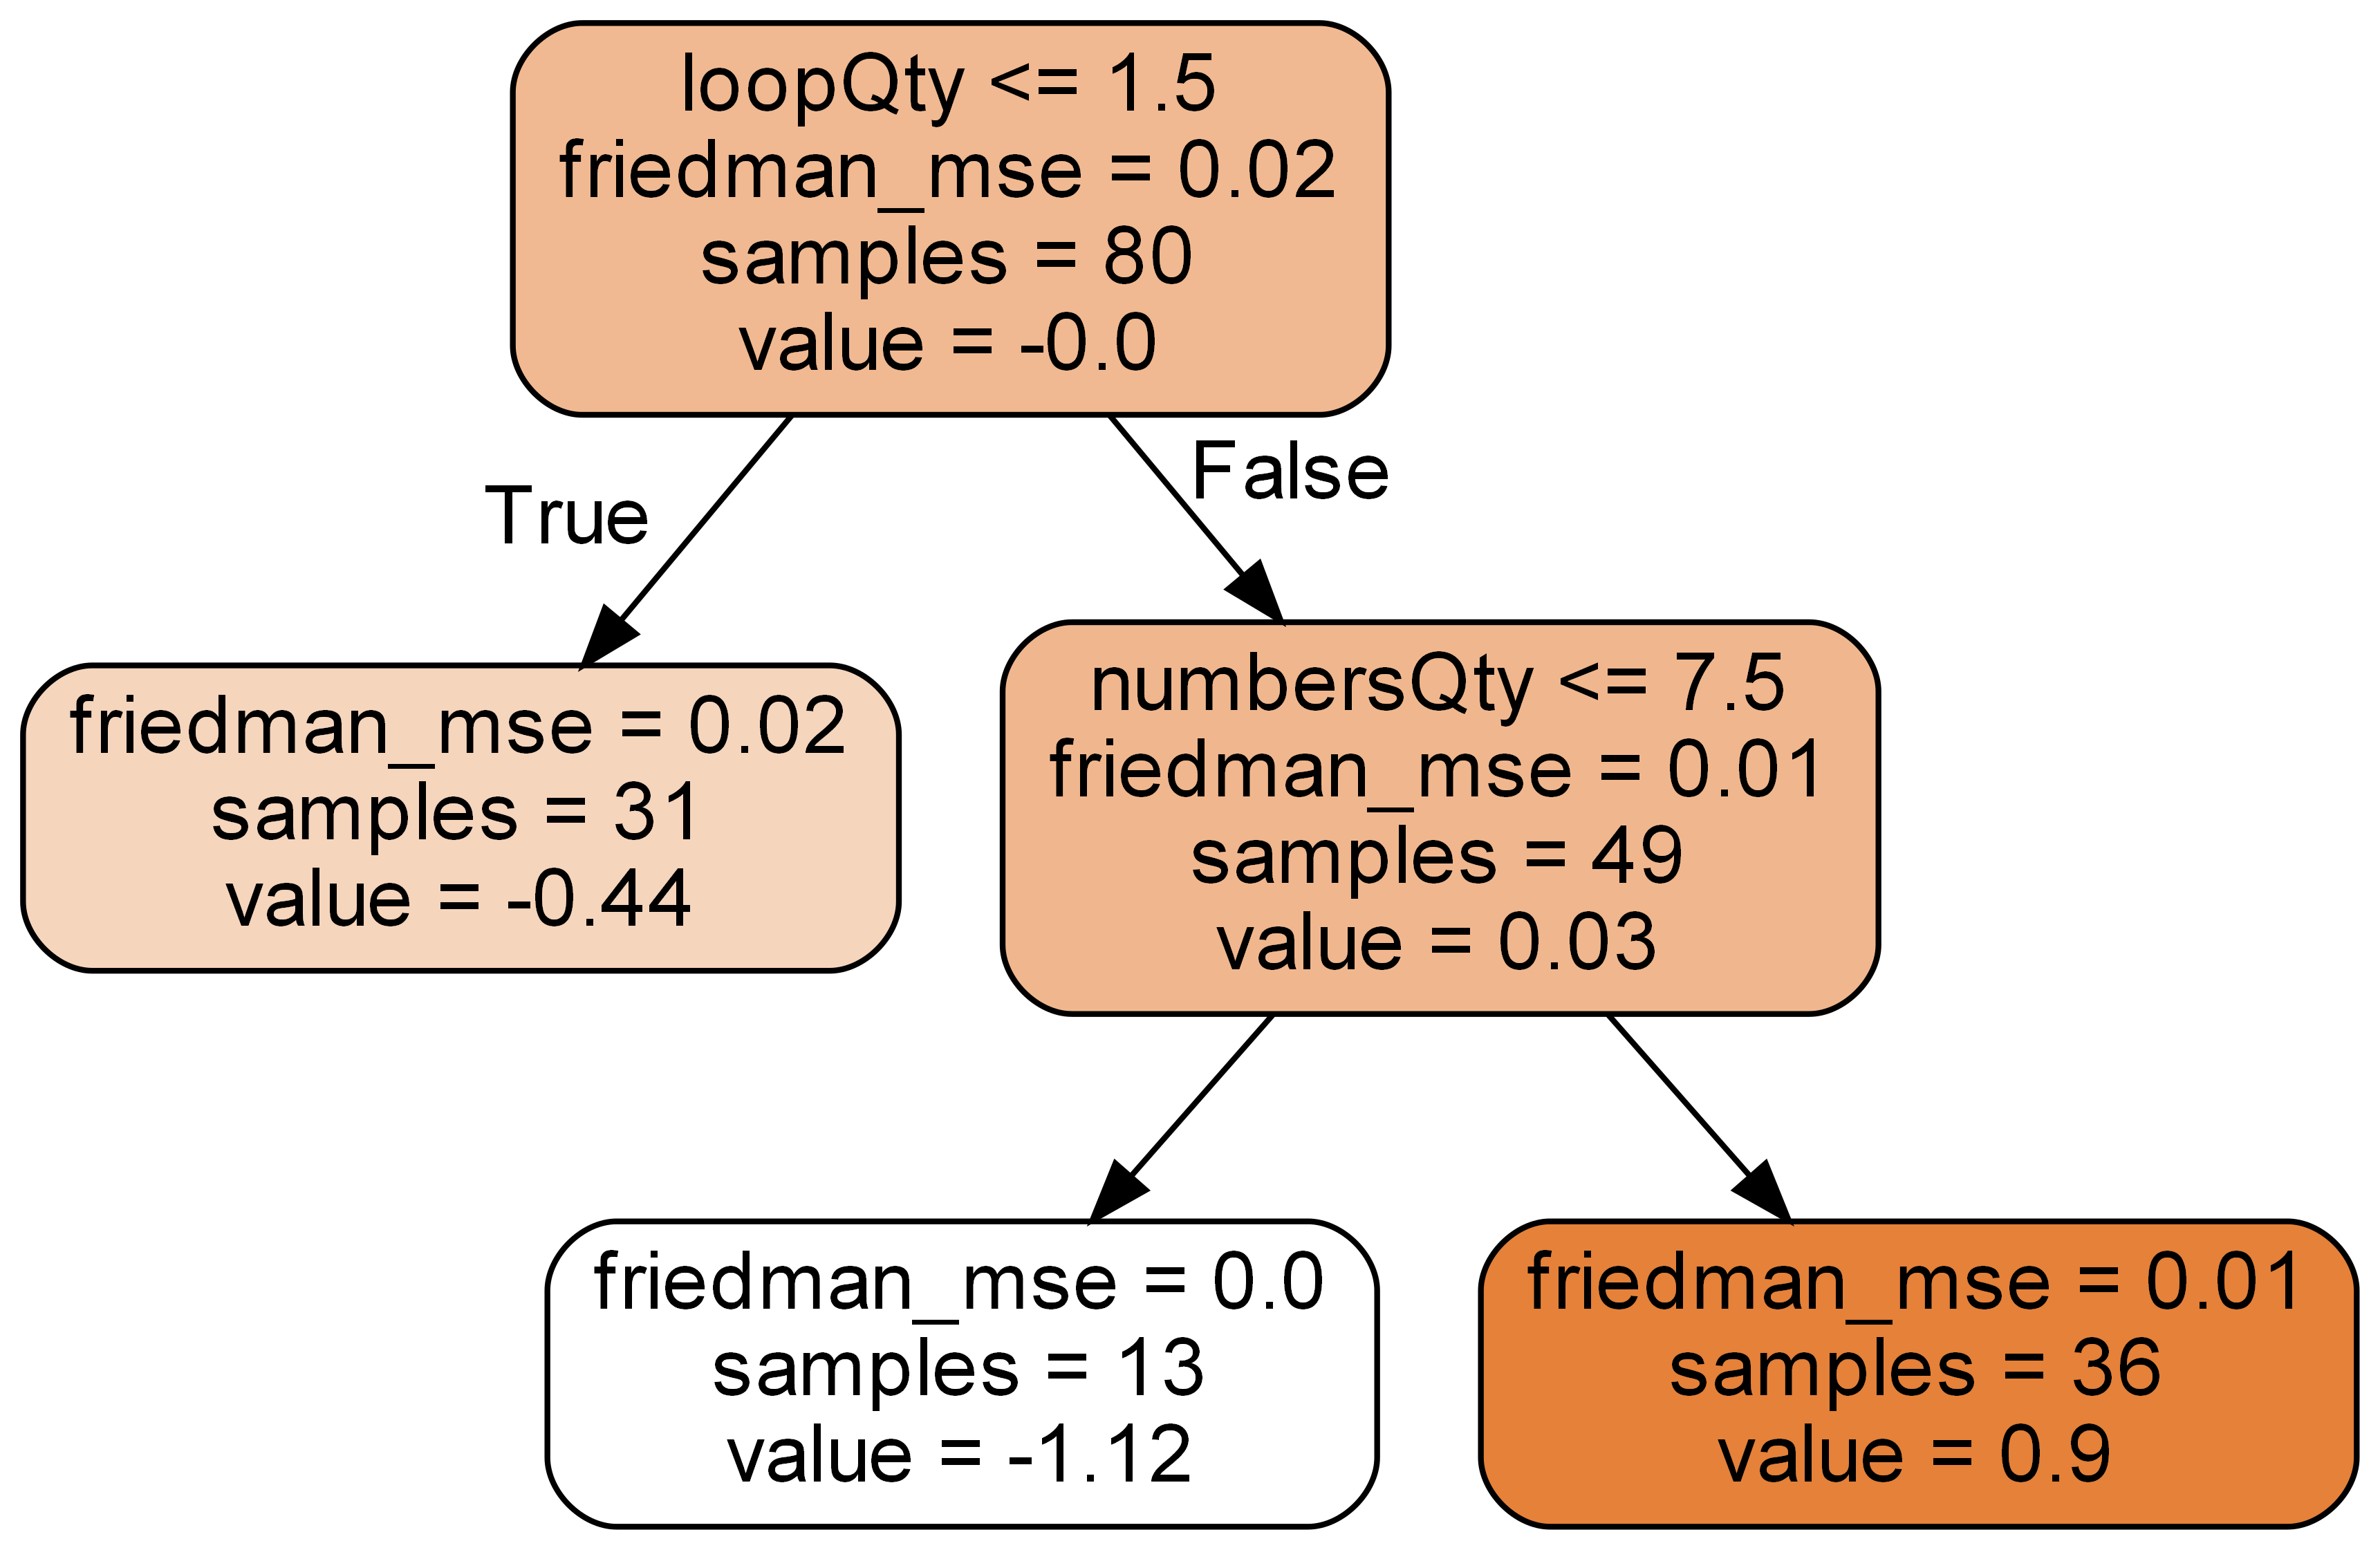 loopQty <= 1.5
friedman_mse = 0.02
samples = 80
value = -0.0
True
False
friedman_mse = 0.02
samples = 31
value = -0.44
numbersQty <= 7.5
friedman_mse = 0.01
samples = 49
value = 0.03
friedman_mse = 0.0
samples = 13
value = -1.12
friedman_mse = 0.01
samples = 36
value = 0.9